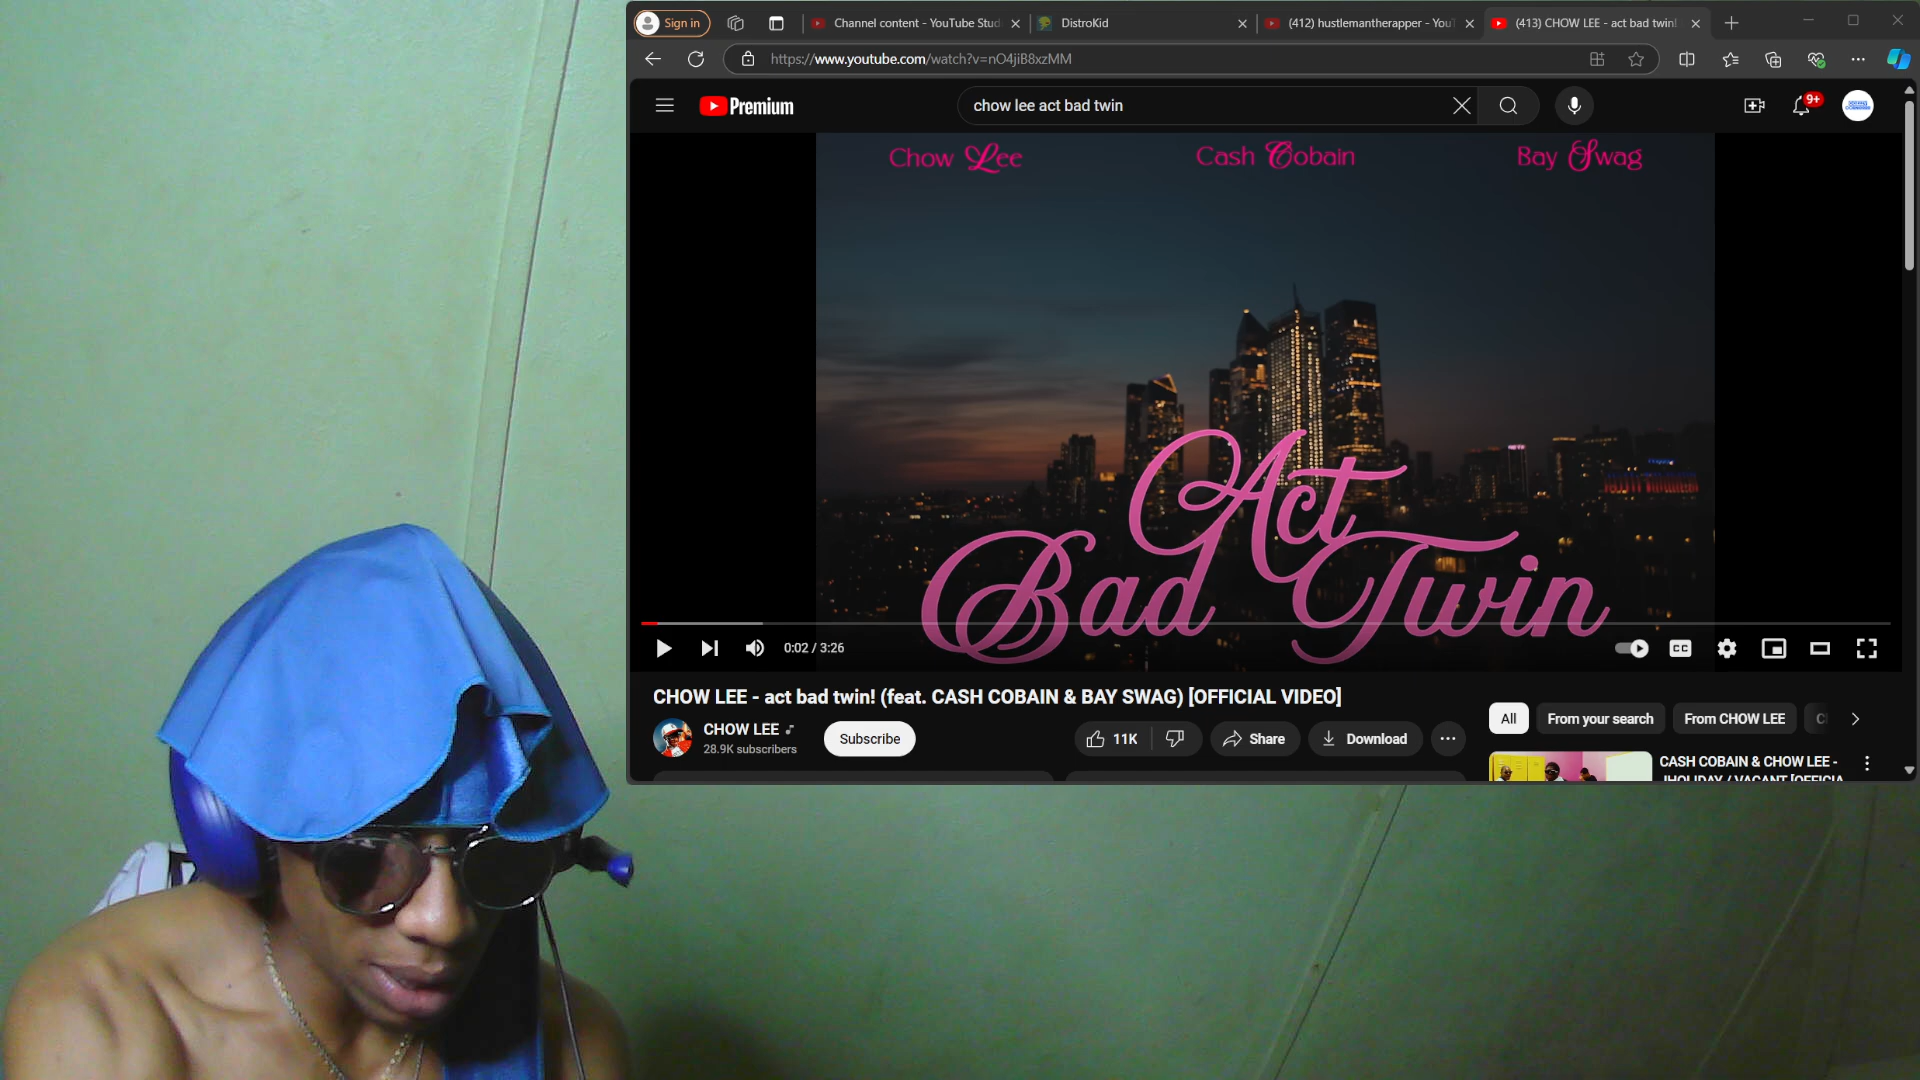 Sign in
Channel content - YouTube Stud
DistroKid
(412) hustlemantherapper - You
(413) CHOW LEE - act bad twin!
https://www.youtube.com/watch?v=nO4jiB8xzMM
Premium
chow lee act bad twin
9+
Chow Lee
Cash Cobain
Bay Swag
Act
Bad Twin
0:02 / 3:26
CC
CHOW LEE - act bad twin! (feat. CASH COBAIN & BAY SWAG) [OFFICIAL VIDEO]
CHOW LEE
28.9K subscribers
Subscribe
11K
Share
Download
All
From your search
From CHOW LEE
CASH COBAIN & CHOW LEE -
JHOLIDAY / VACANT [OFFICIA